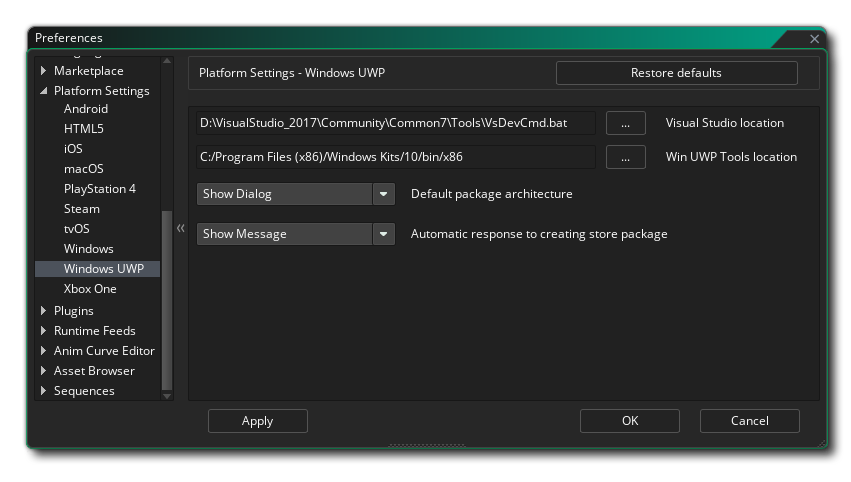 Preferences
Marketplace
Platform Settings
Android
HTML5
iOS
macOS
PlayStation 4
Steam
tvOS
Windows
Windows UWP
Xbox One
Plugins
Runtime Feeds
Anim Curve Editor
Asset Browser
Sequences
Platform Settings - Windows UWP
Restore defaults
D:\VisualStudio_2017\Community\Common7\Tools\VsDevCmd.bat ... Visual Studio location
C:/Program Files (x86)/Windows Kits/10/bin/x86 ... Win UWP Tools location
Show Dialog Default package architecture
Show Message Automatic response to creating store package
Apply OK Cancel